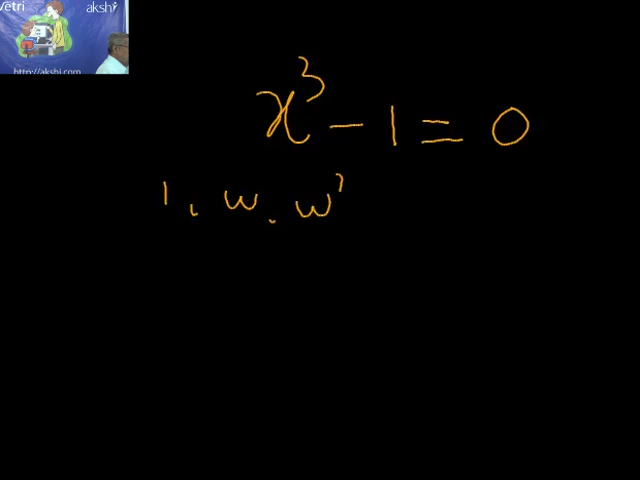 vetri akshi
http://akshi.com
x³ - 1 = 0
1, w, w²